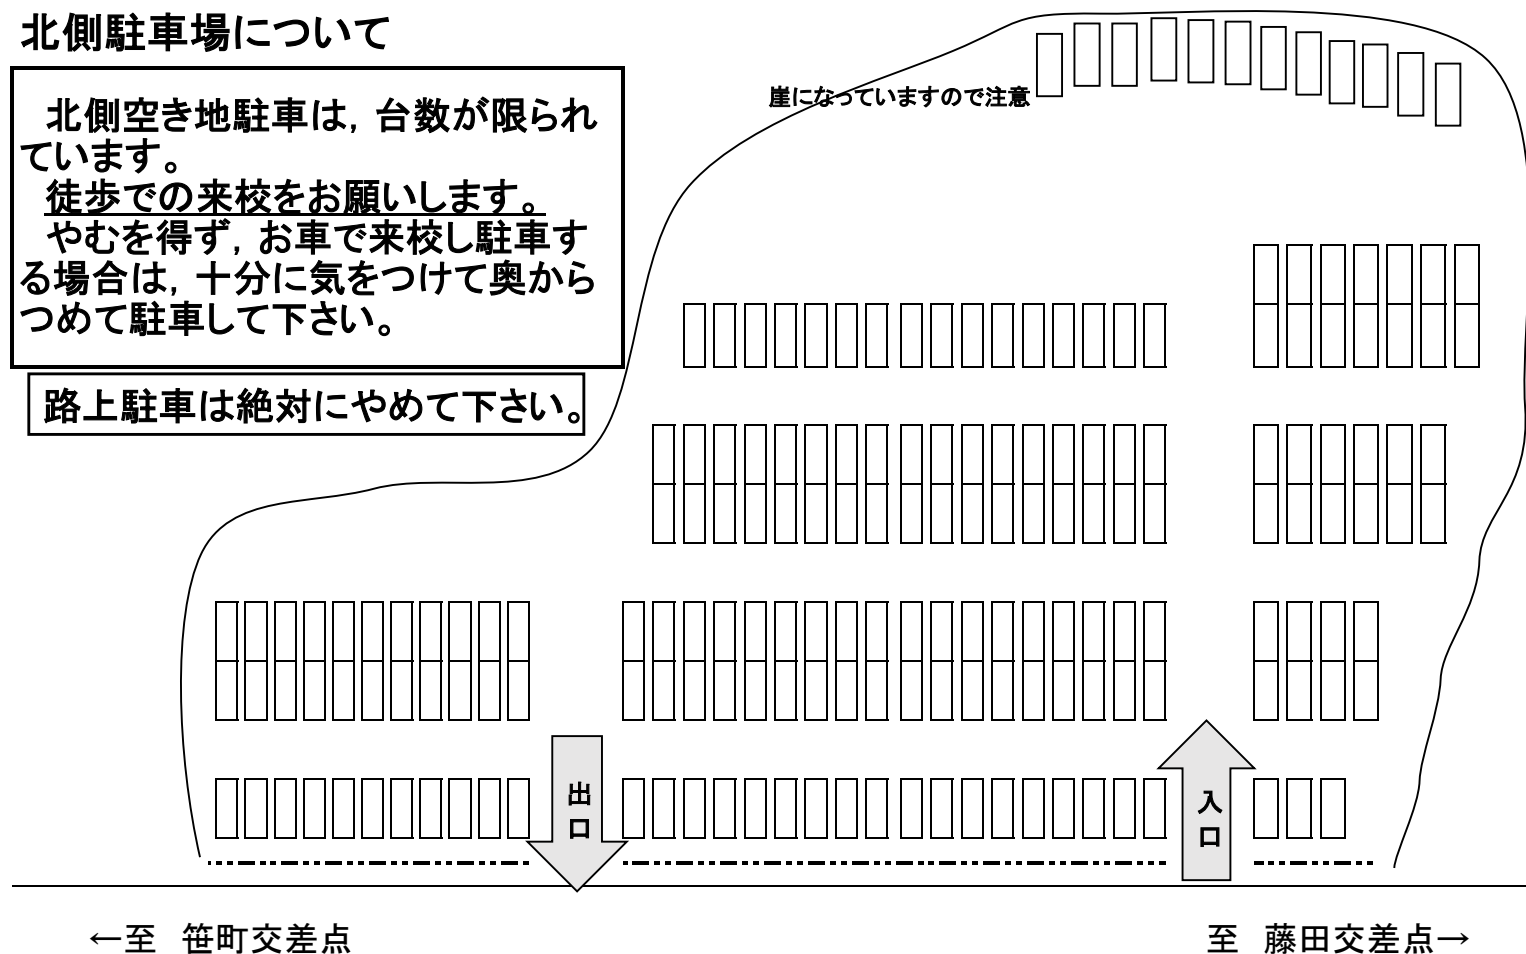 北側駐車場について
北側空き地駐車は，台数が限られ
ています。
徒歩での来校をお願いします。
やむを得ず，お車で来校し駐車す
る場合は，十分に気をつけて奥から
つめて駐車して下さい。
路上駐車は絶対にやめて下さい。
崖になっていますので注意
出
口
入
口
←至　笹町交差点
至　藤田交差点→